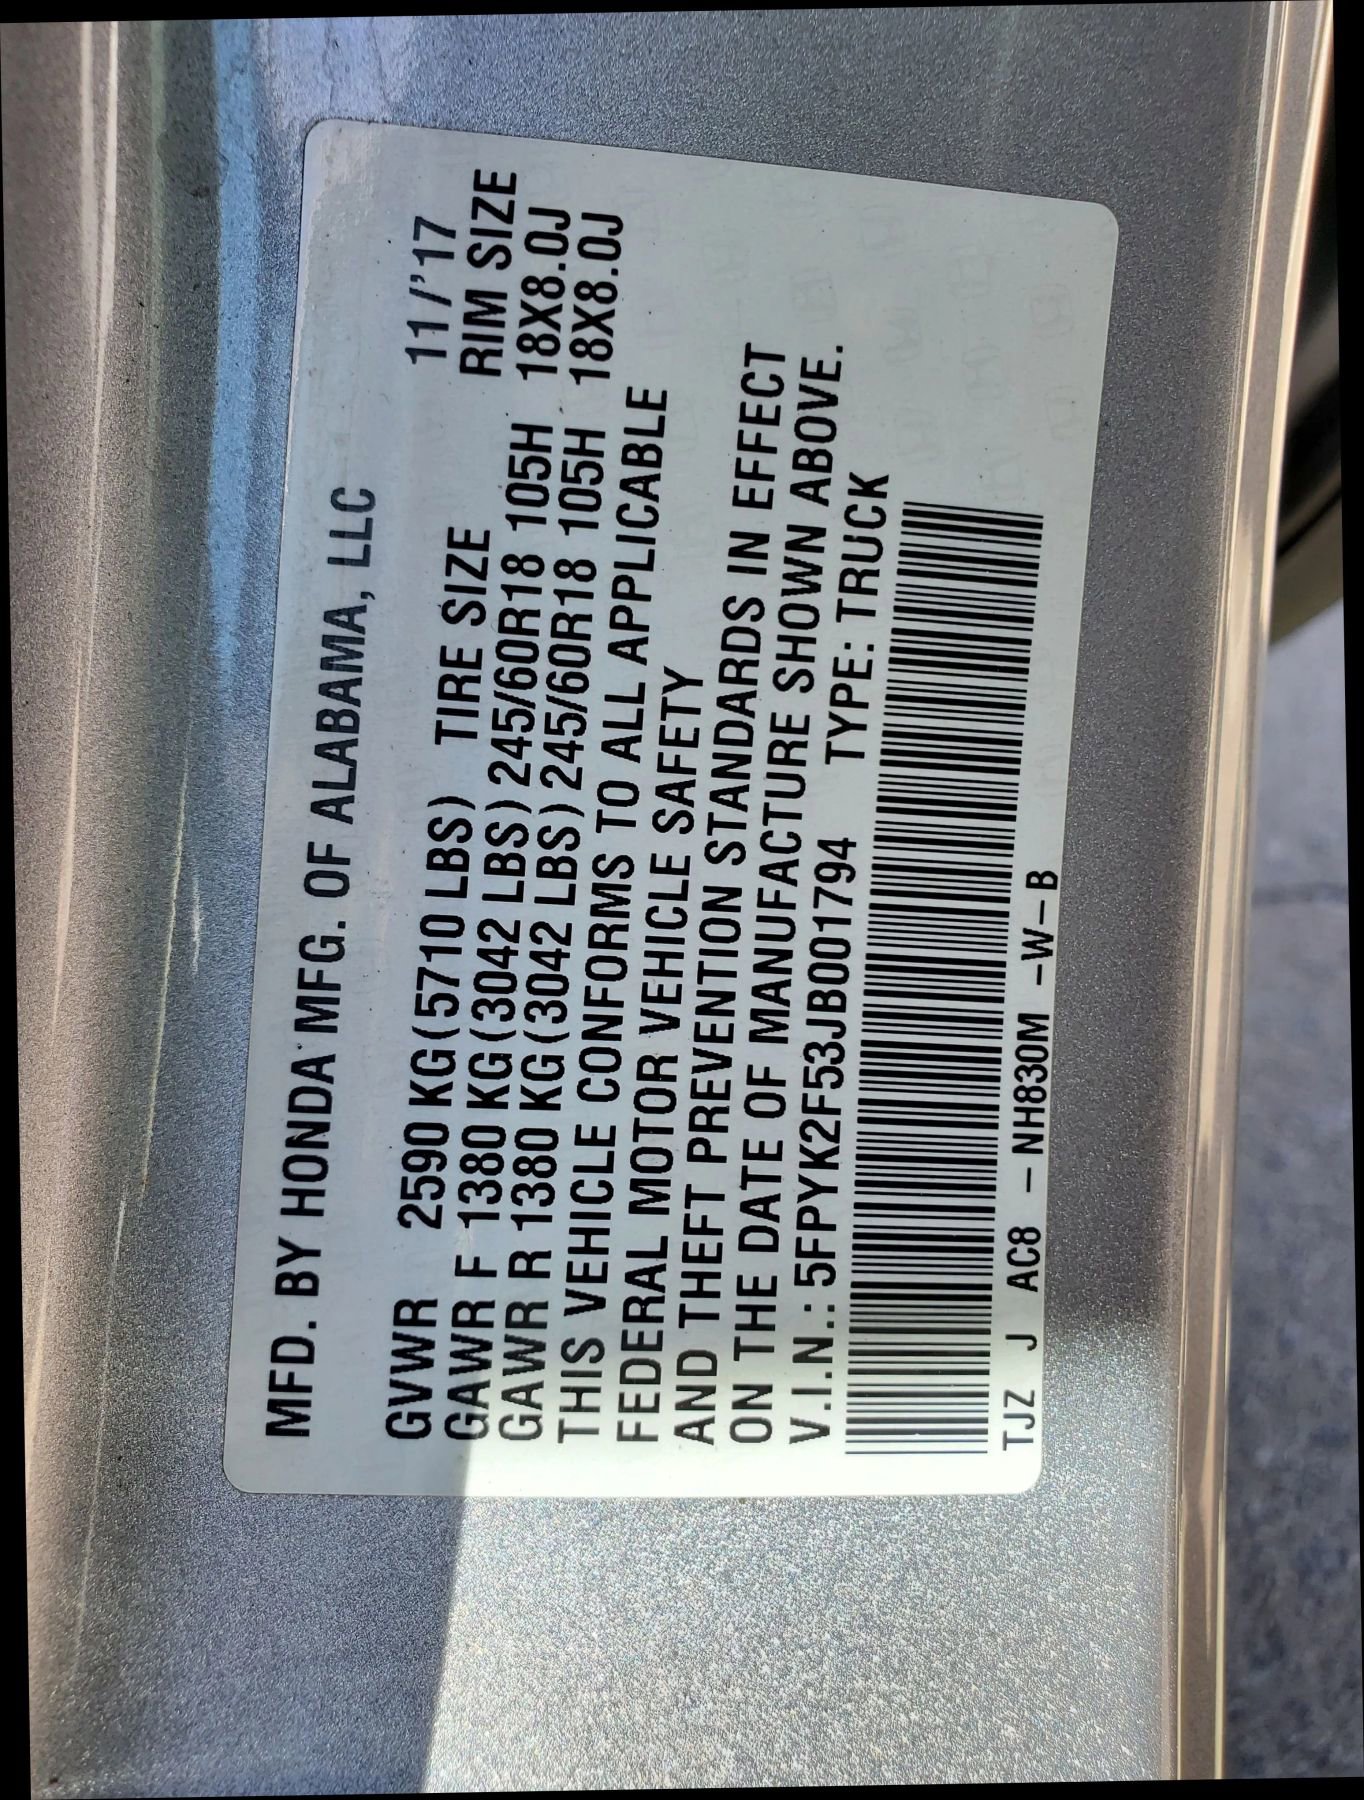 MFD. BY HONDA MFG. OF ALABAMA, LLC
11/'17
GVWR 2590 KG(5710 LBS) TIRE SIZE RIM SIZE
GAWR F 1380 KG(3042 LBS) 245/60R18 105H 18X8.0J
GAWR R 1380 KG(3042 LBS) 245/60R18 105H 18X8.0J
THIS VEHICLE CONFORMS TO ALL APPLICABLE
FEDERAL MOTOR VEHICLE SAFETY
AND THEFT PREVENTION STANDARDS IN EFFECT
ON THE DATE OF MANUFACTURE SHOWN ABOVE.
V.I.N.: 5FPYK2F53JB001794 TYPE: TRUCK
TJZ J AC8 - NH830M -W-B